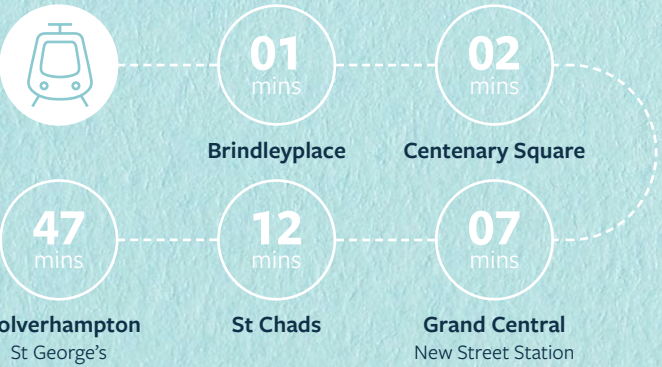 01
mins
Brindleyplace
02
mins
Centenary Square
47
mins
olverhampton
St George's
12
mins
St Chads
07
mins
Grand Central
New Street Station